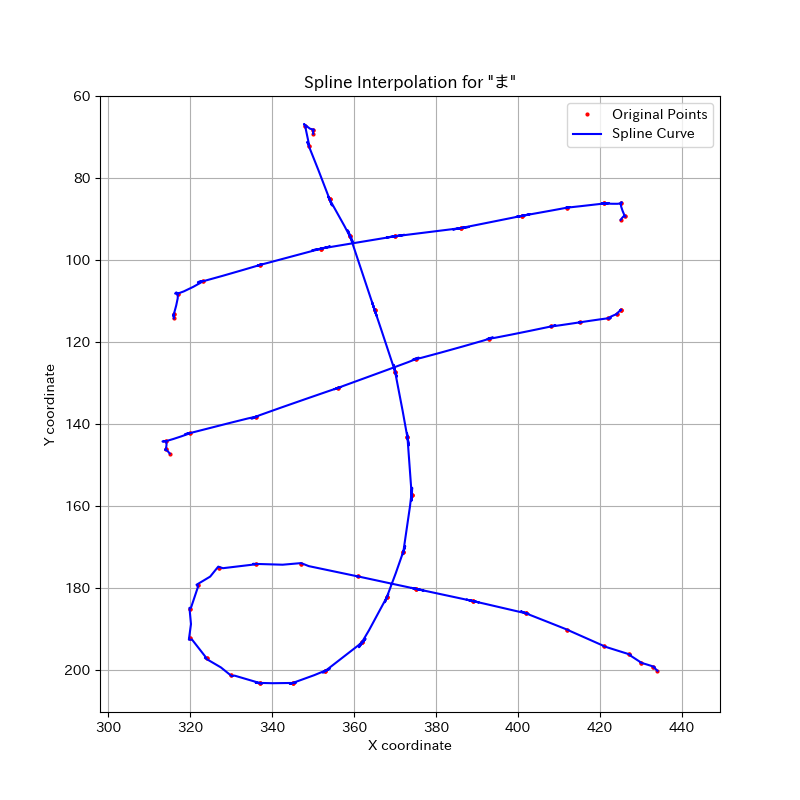 Spline Interpolation for "ま"
Original Points
Spline Curve
60
80
100
120
140
160
180
200
Y coordinate
300 320 340 360 380 400 420 440
X coordinate
ま